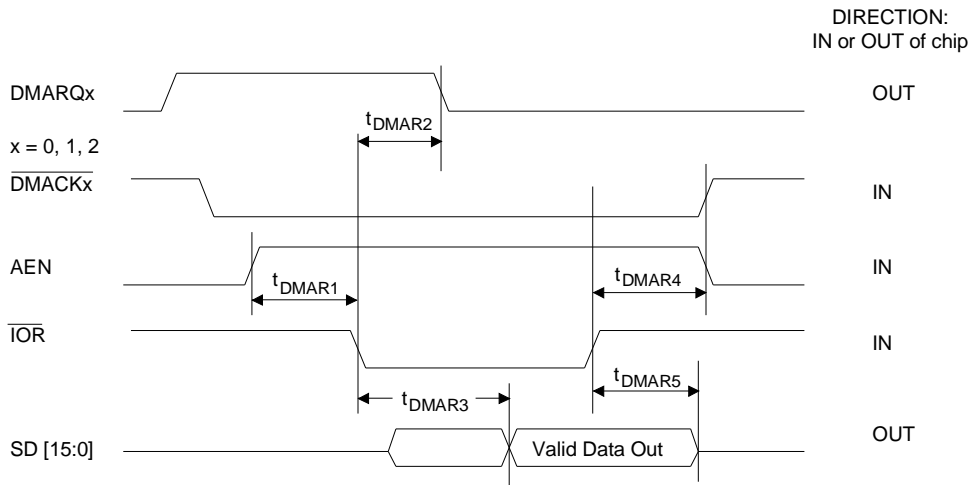 DIRECTION:
IN or OUT of chip
DMARQx
OUT
tDMAR2
x = 0, 1, 2
DMACKx
IN
AEN
tDMAR1
tDMAR4
IN
IOR
IN
tDMAR3
tDMAR5
SD [15:0]
Valid Data Out
OUT